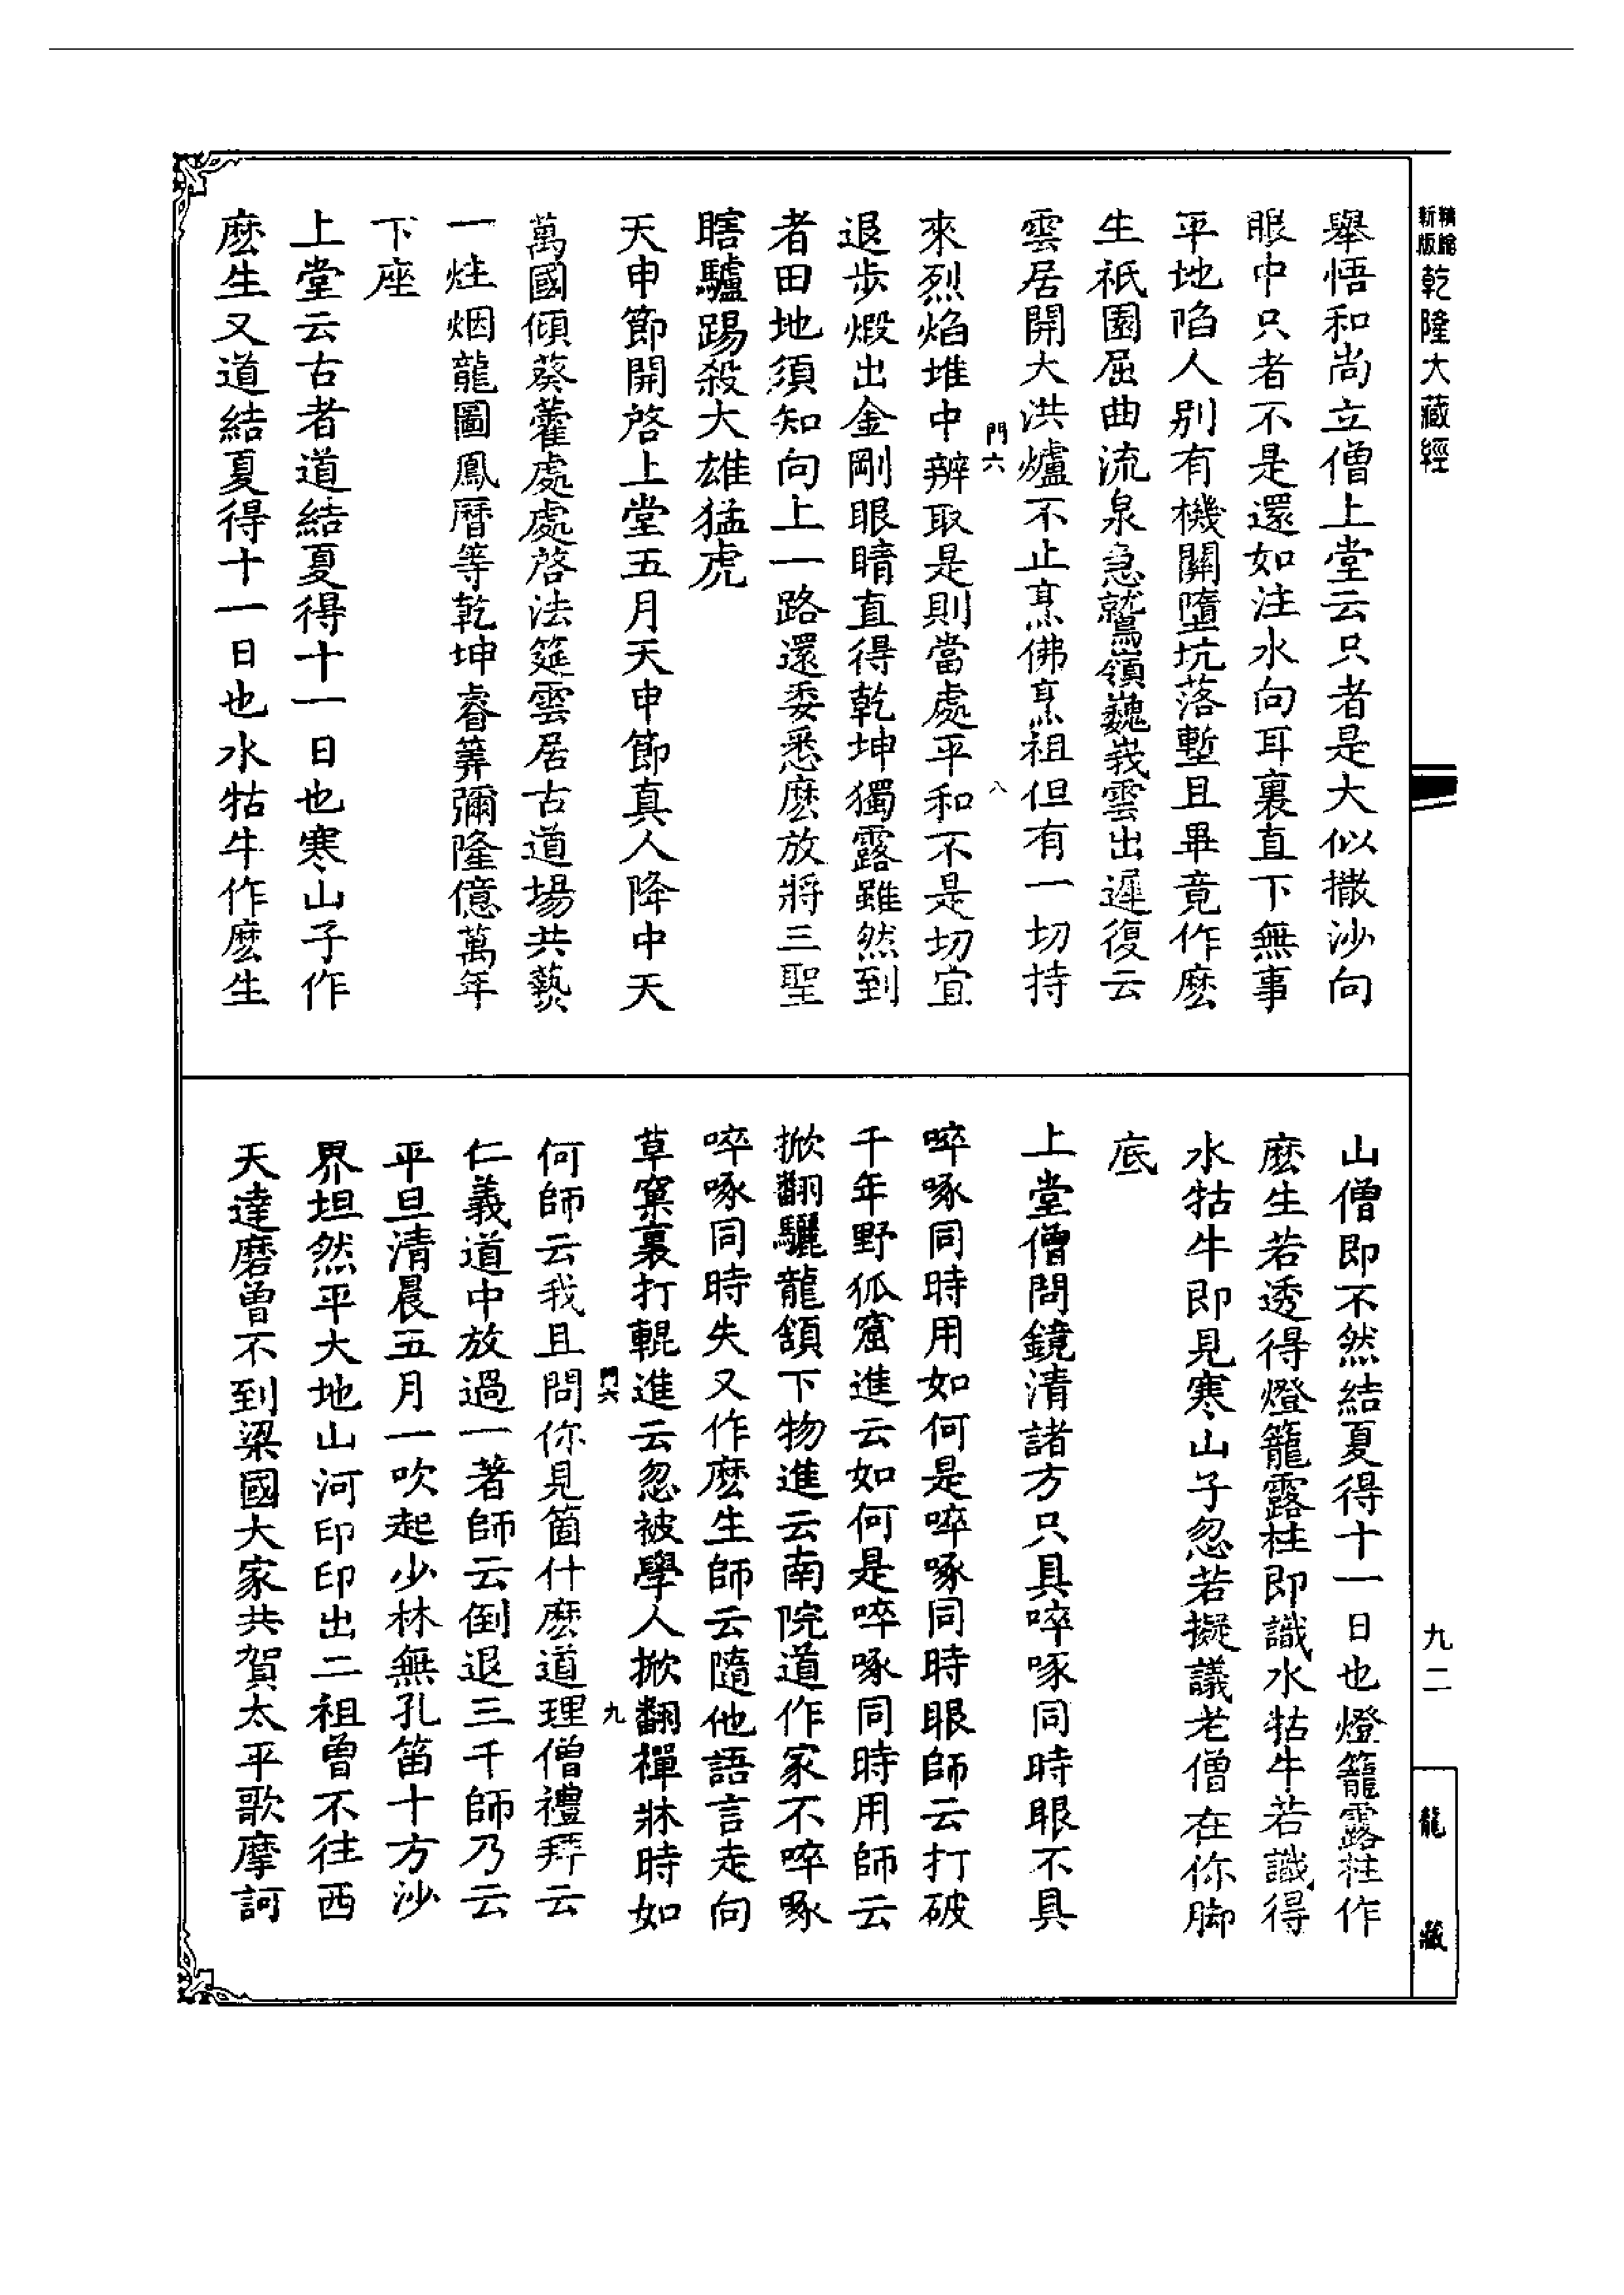 精編
新版
乾隆大藏經
舉悟和尚立僧上堂云只者是大似撒沙向
眼中只者不是還如注水向耳裏直下無事
平地陷人別有機關墮坑落塹且畢竟作麼
生祇園屈曲流泉急鷲嶺巍峩雲出遲復云
雲居開大洪爐不止烹佛烹祖但有一切持
門六
八
來烈焰堆中辨取是則當處平和不是切宜
退步煅出金剛眼睛直得乾坤獨露雖然到
者田地須知向上一路還委悉麼放將三聖
瞎驢踢殺大雄猛虎
天申節開啓上堂五月天申節真人降中天
萬國傾葵藿處處啓法筵雲居古道場共爇
一炷烟龍圖鳳曆等乾坤睿筭彌隆億萬年
下座
上堂云古者道結夏得十一日也寒山子作
麼生又道結夏得十一日也水牯牛作麼生
山僧即不然結夏得十一日也燈籠露柱作
麼生若透得燈籠露柱即識水牯牛若識得
水牯牛即見寒山子忽若擬議老僧在你脚
底
上堂僧問鏡清諸方只具啐啄同時眼不具
啐啄同時用如何是啐啄同時眼師云打破
千年野狐窟進云如何是啐啄同時用師云
掀翻驪龍頷下物進云南院道作家不啐啄
啐啄同時失又作麼生師云隨他語言走向
草窠裏打輥進云忽被學人掀翻禪牀時如
門六
九
何師云我且問你見箇什麼道理僧禮拜云
仁義道中放過一著師云倒退三千師乃云
平旦清晨五月一吹起少林無孔笛十方沙
界坦然平大地山河印印出二祖曾不往西
天達磨曾不到梁國大家共賀太平歌摩訶
九二
龍藏